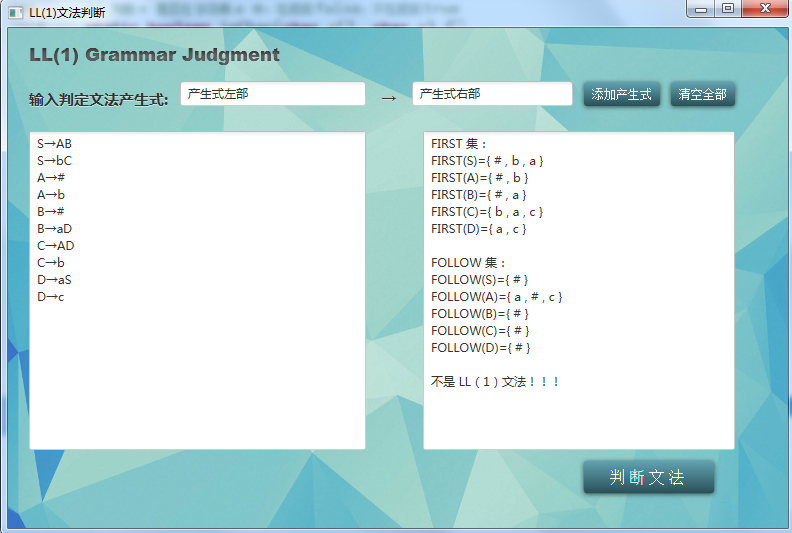 LL(1)文法判断
LL(1) Grammar Judgment
输入判定文法产生式:
产生式左部
→
产生式右部
添加产生式
清空全部
S→AB
S→bC
A→#
A→b
B→#
B→aD
C→AD
C→b
D→aS
D→c
FIRST 集：
FIRST(S)={ # , b , a }
FIRST(A)={ # , b }
FIRST(B)={ # , a }
FIRST(C)={ b , a , c }
FIRST(D)={ a , c }
FOLLOW 集：
FOLLOW(S)={ # }
FOLLOW(A)={ a , # , c }
FOLLOW(B)={ # }
FOLLOW(C)={ # }
FOLLOW(D)={ # }
不是 LL（1）文法！！！
判断文法